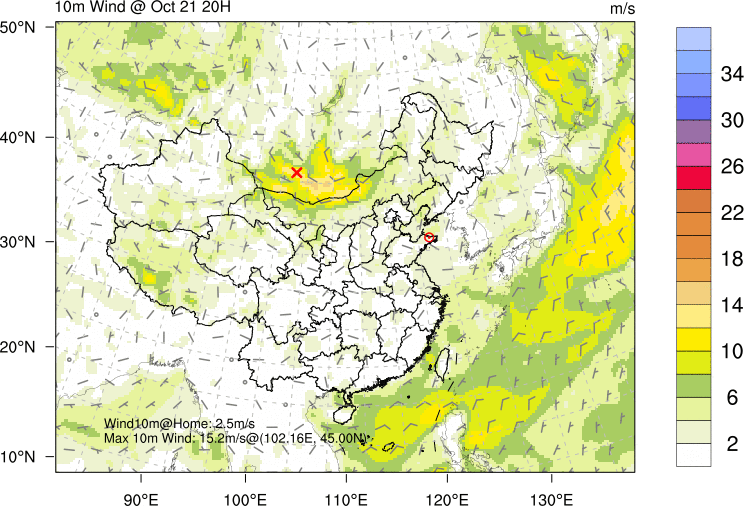 10m Wind @ Oct 21 20H
m/s
50°N
40°N
30°N
20°N
10°N
90°E
100°E
110°E
120°E
130°E
34
30
26
22
18
14
10
6
2
Wind10m@Home: 2.5m/s
Max 10m Wind: 15.2m/s@(102.16E, 45.00N)